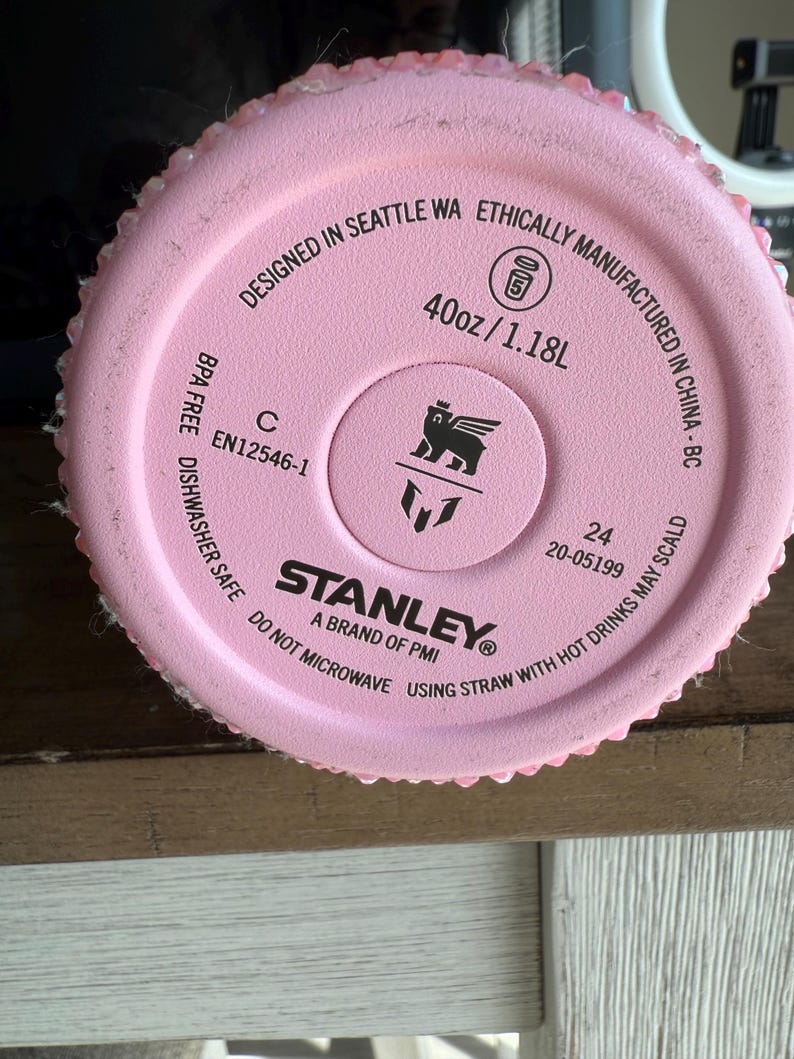 DESIGNED IN SEATTLE WA
ETHICALLY MANUFACTURED IN CHINA - BC
5
40oz / 1.18L
BPA FREE
C
EN12546-1
DISHWASHER SAFE
24
20-05199
STANLEY®
A BRAND OF PMI
DO NOT MICROWAVE
USING STRAW WITH HOT DRINKS MAY SCALD